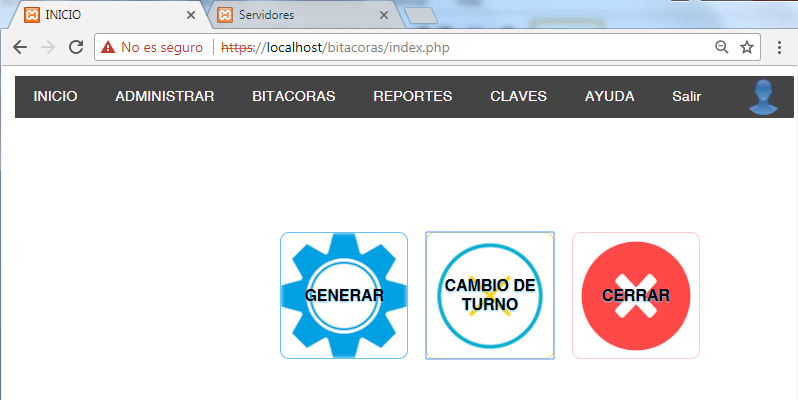 INICIO
Servidores
No es seguro
https://localhost/bitacoras/index.php
INICIO ADMINISTRAR BITACORAS REPORTES CLAVES AYUDA Salir
GENERAR
CAMBIO DE
TURNO
CERRAR